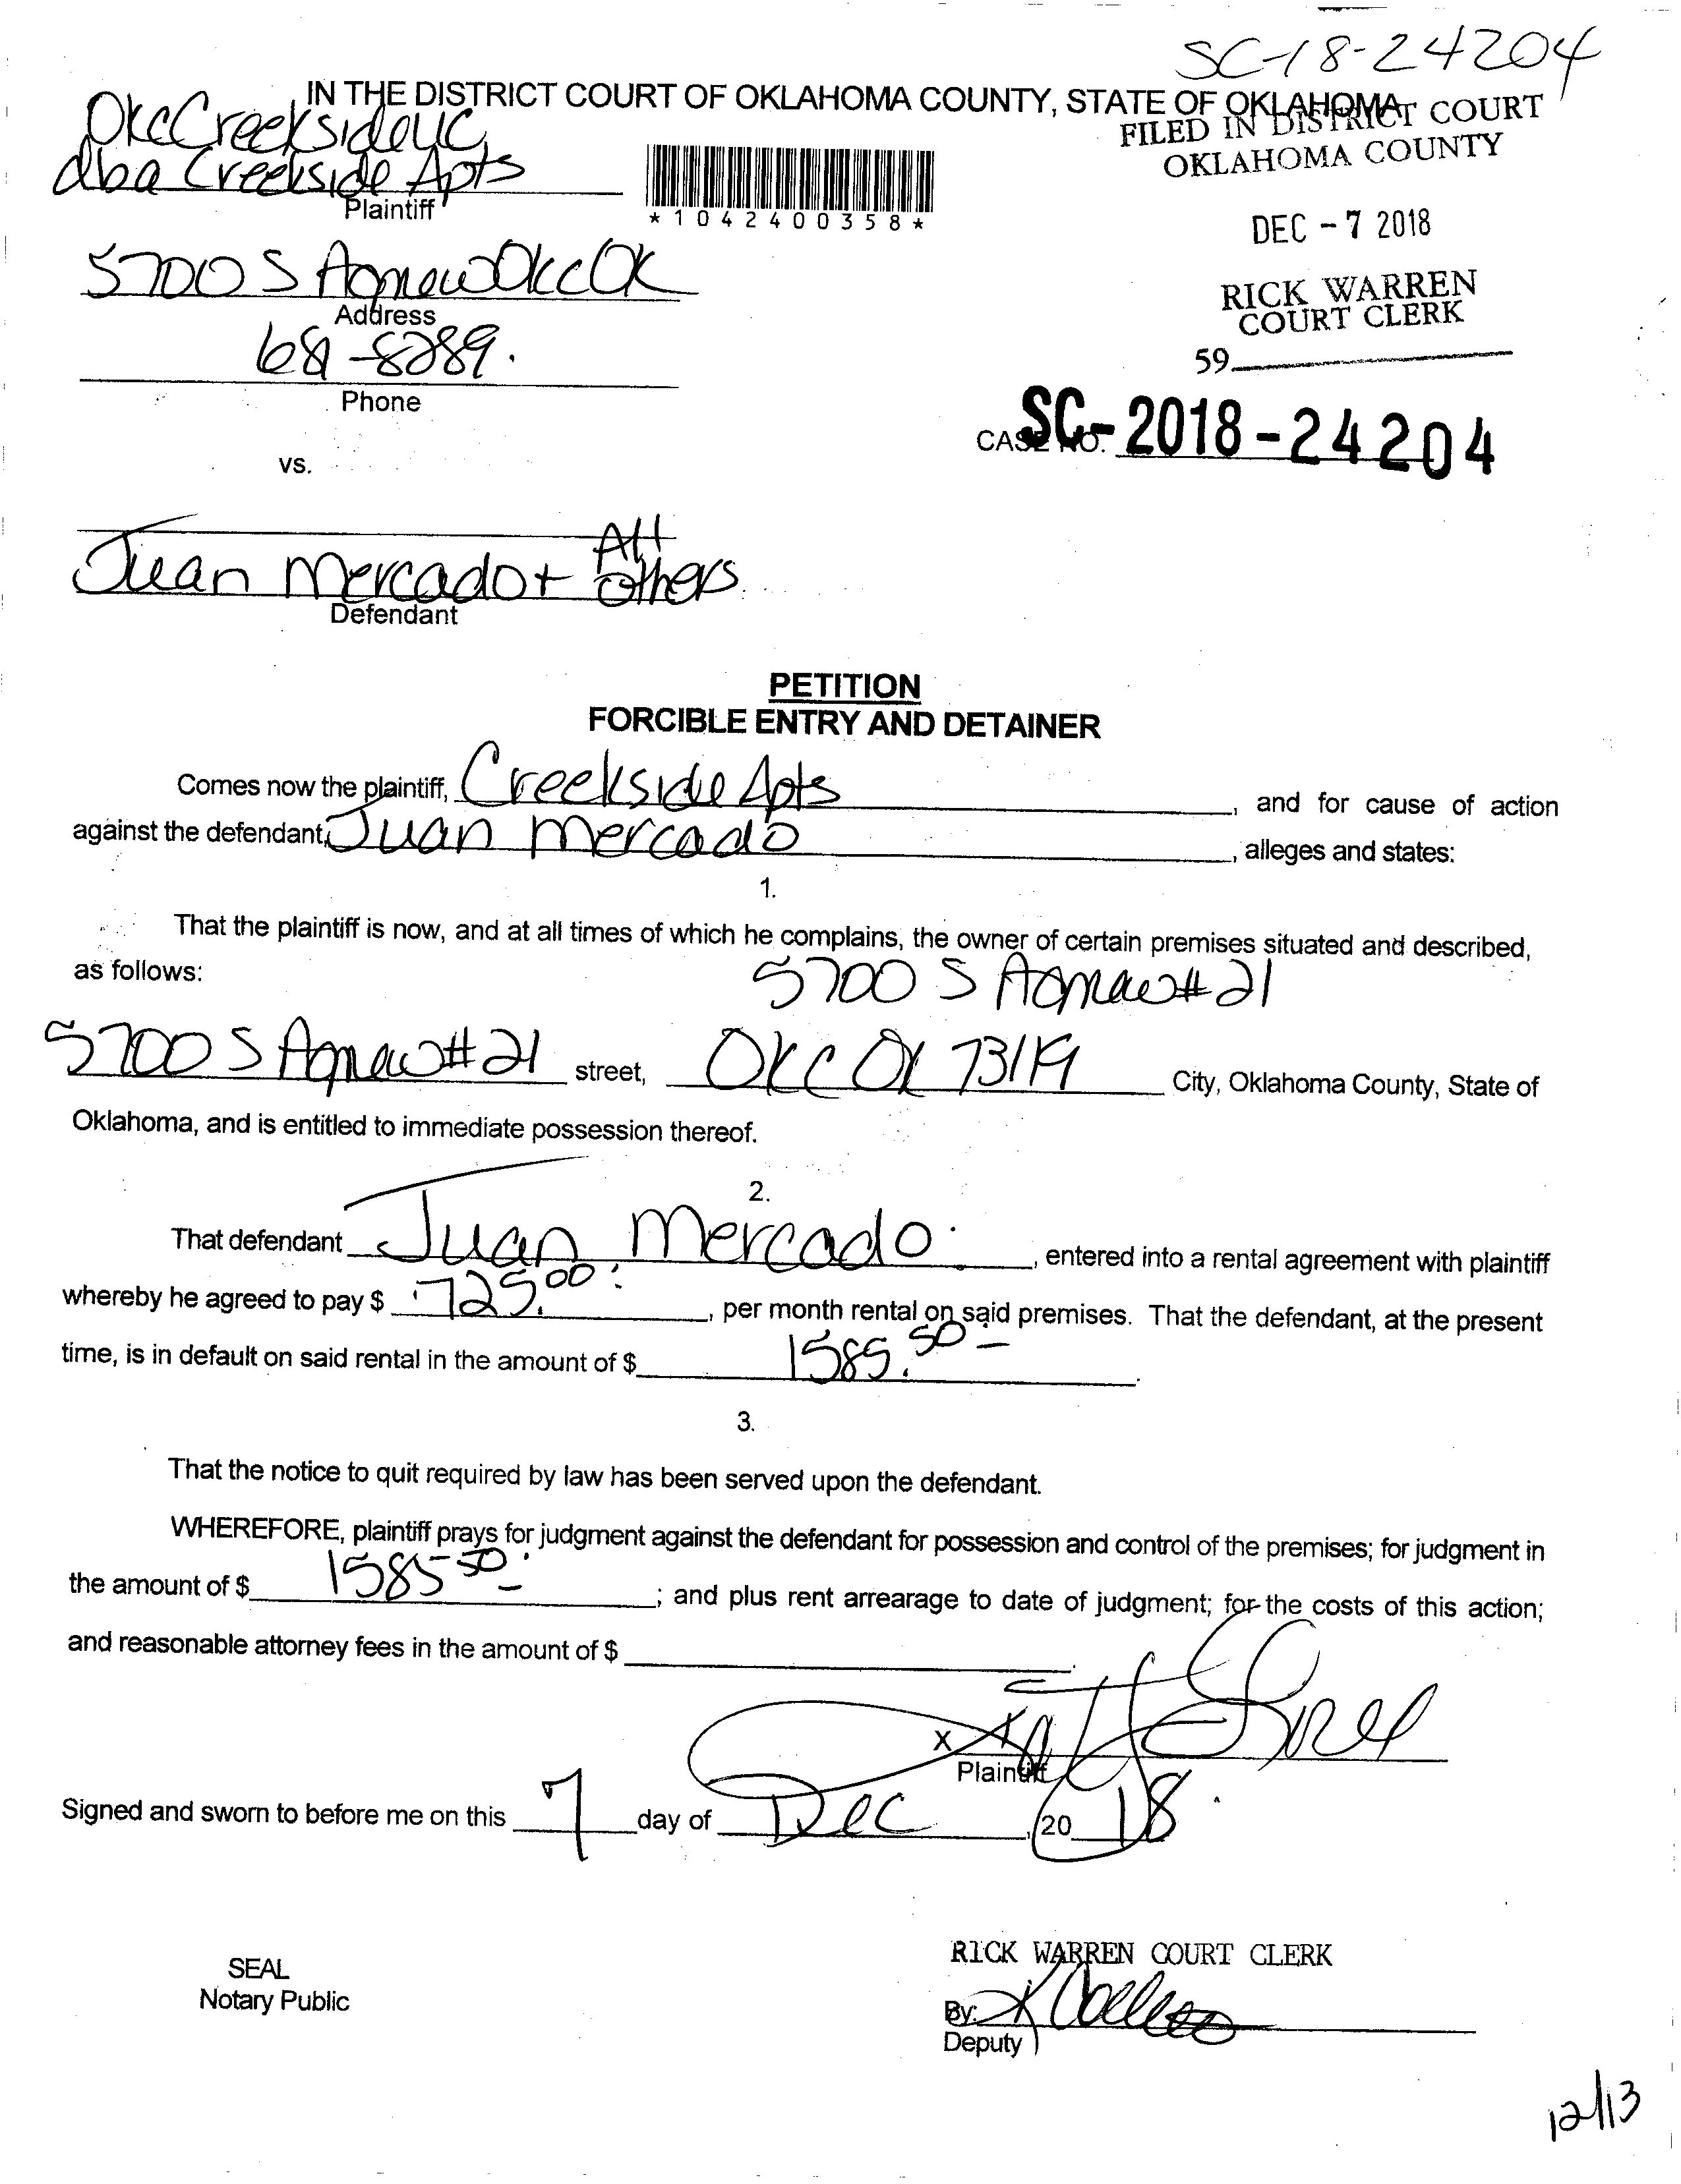 SC-18-24204
IN THE DISTRICT COURT OF OKLAHOMA COUNTY, STATE OF OKLAHOMA
FILED IN DISTRICT COURT
OKLAHOMA COUNTY
OKC Creekside LLC
dba Creekside Apts
Plaintiff
*1042400358*
DEC - 7 2018
5700 S Agnew OKC OK
Address
RICK WARREN
COURT CLERK
681-8289.
59
Phone
CASE NO. SC-2018-24204
vs.
Juan Mercado + All others
Defendant
PETITION
FORCIBLE ENTRY AND DETAINER
Comes now the plaintiff, Creekside Apts, and for cause of action
against the defendant, Juan Mercado, alleges and states:
1.
That the plaintiff is now, and at all times of which he complains, the owner of certain premises situated and described,
as follows: 5700 S Agnew #21
5700 S Agnew #21 street, OKC OK 73119 City, Oklahoma County, State of
Oklahoma, and is entitled to immediate possession thereof.
2.
That defendant Juan Mercado, entered into a rental agreement with plaintiff
whereby he agreed to pay $ 725.00, per month rental on said premises. That the defendant, at the present
time, is in default on said rental in the amount of $ 1585.50.
3.
That the notice to quit required by law has been served upon the defendant.
WHEREFORE, plaintiff prays for judgment against the defendant for possession and control of the premises; for judgment in
the amount of $ 1585 50; and plus rent arrearage to date of judgment; for the costs of this action;
and reasonable attorney fees in the amount of $
X
Plaintiff
Signed and sworn to before me on this 7 day of Dec, 20 18.
RICK WARREN COURT CLERK
SEAL
Notary Public
By:
Deputy
12/13